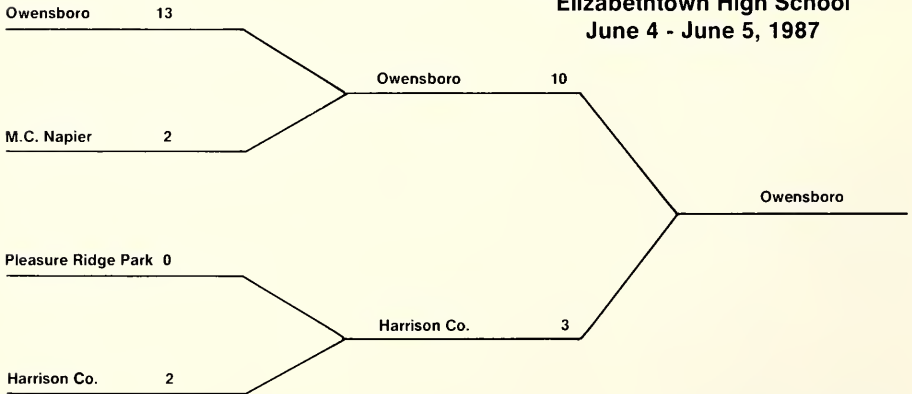 Elizabethtown High School
June 4 - June 5, 1987
Owensboro 13
Owensboro 10
M.C. Napier 2
Owensboro
Pleasure Ridge Park 0
Harrison Co. 3
Harrison Co. 2